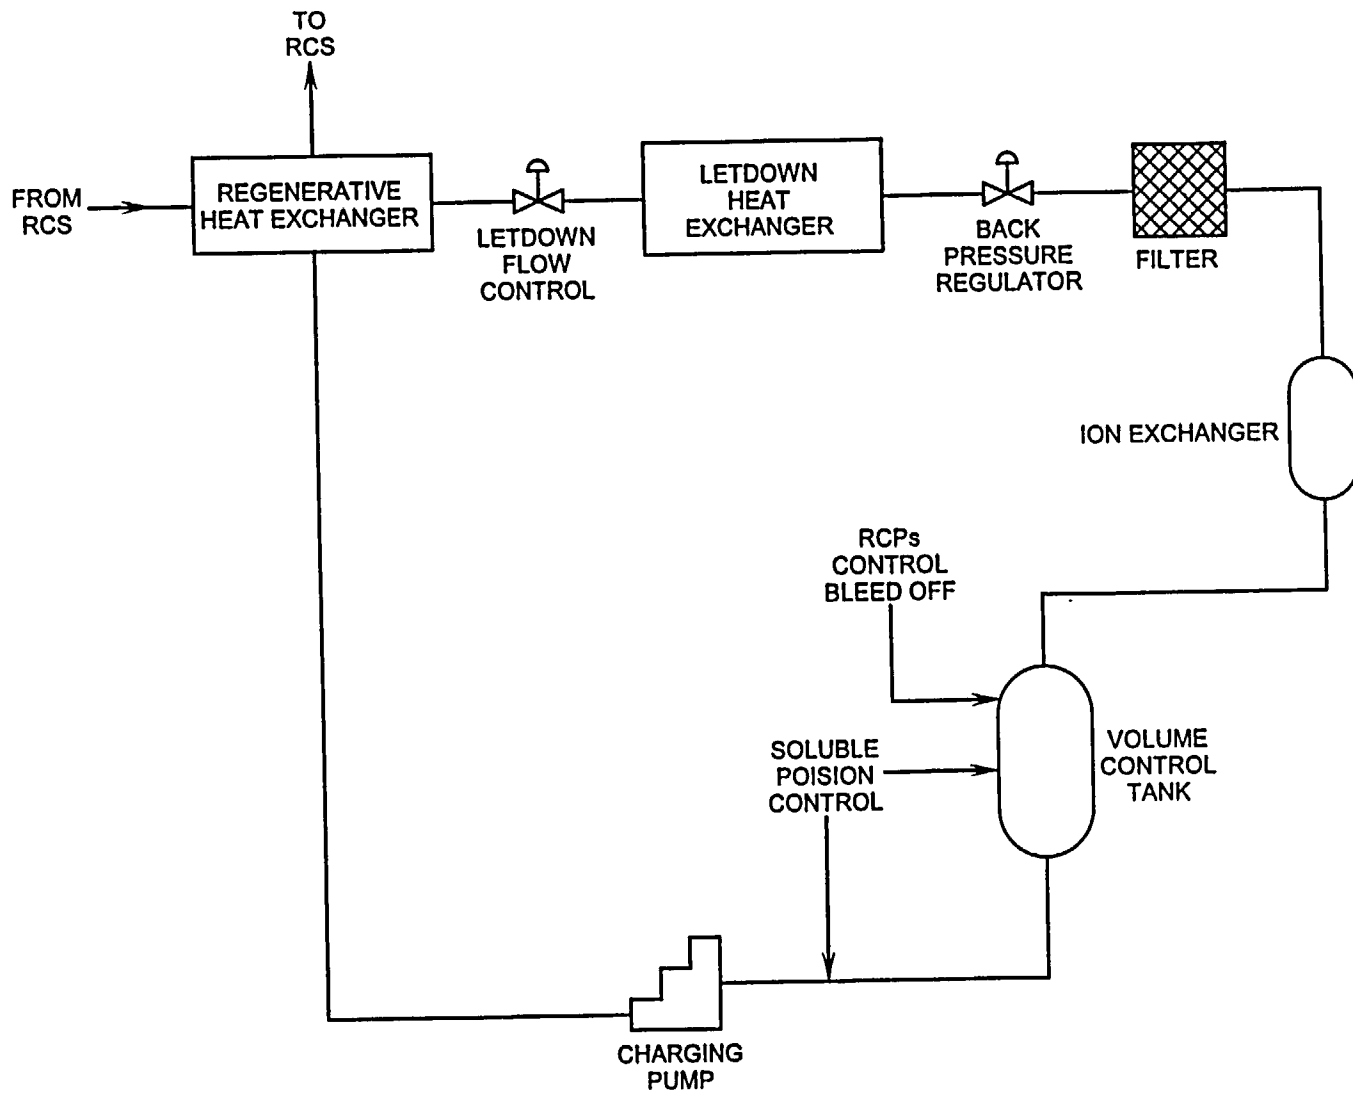 TO
RCS
FROM
RCS
REGENERATIVE
HEAT EXCHANGER
LETDOWN
FLOW
CONTROL
LETDOWN
HEAT
EXCHANGER
BACK
PRESSURE
REGULATOR
FILTER
ION EXCHANGER
RCPs
CONTROL
BLEED OFF
SOLUBLE
POISION
CONTROL
VOLUME
CONTROL
TANK
CHARGING
PUMP